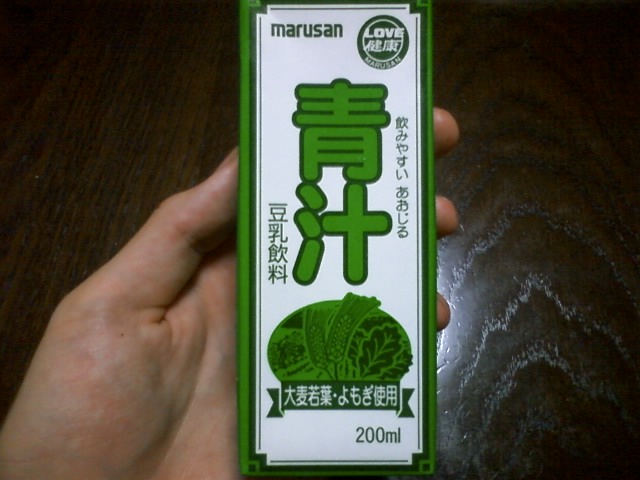 marusan
LOVE
健康
MARUSAN
飲みやすい あおじる
青汁
豆乳飲料
大麦若葉・よもぎ使用
200ml